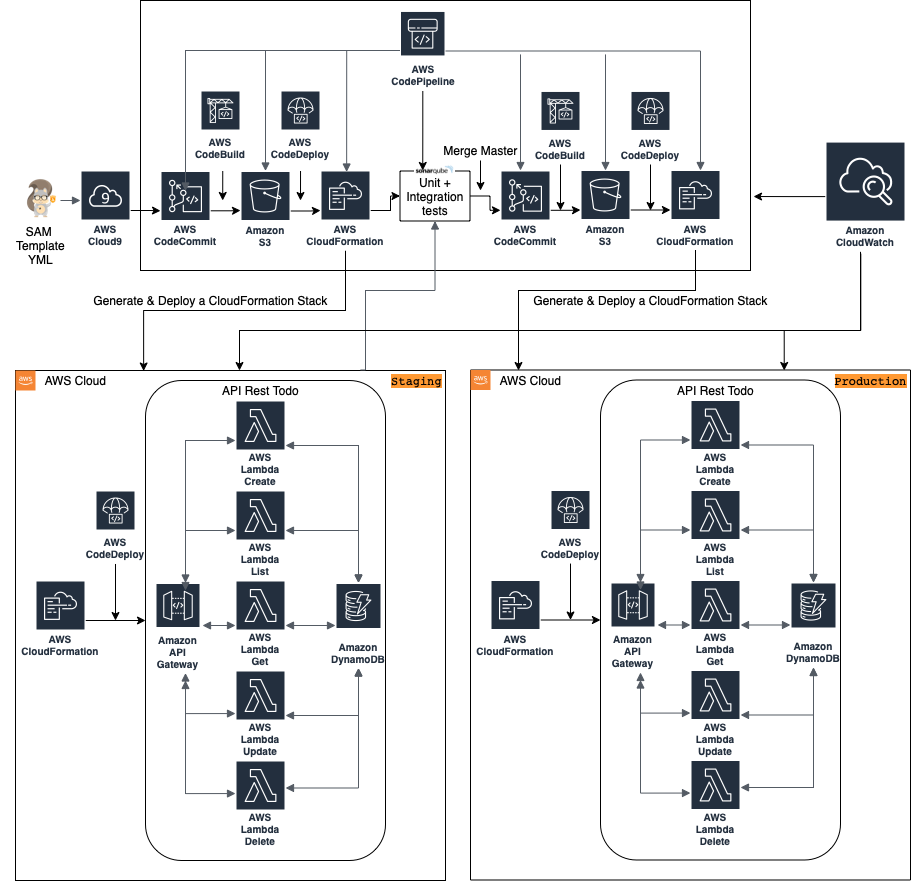 AWS
CodePipeline
AWS
CodeBuild
AWS
CodeDeploy
Merge Master
AWS
CodeBuild
AWS
CodeDeploy
SAM
Template
YML
9
AWS
Cloud9
AWS
CodeCommit
Amazon
S3
AWS
CloudFormation
sonarqube
Unit +
Integration
tests
AWS
CodeCommit
Amazon
S3
AWS
CloudFormation
Amazon
CloudWatch
Generate & Deploy a CloudFormation Stack
Generate & Deploy a CloudFormation Stack
aws
AWS Cloud
Staging
API Rest Todo
AWS
Lambda
Create
AWS
Lambda
List
AWS
CodeDeploy
AWS
CloudFormation
Amazon
API
Gateway
AWS
Lambda
Get
Amazon
DynamoDB
AWS
Lambda
Update
AWS
Lambda
Delete
aws
AWS Cloud
Production
API Rest Todo
AWS
Lambda
Create
AWS
Lambda
List
AWS
CodeDeploy
AWS
CloudFormation
Amazon
API
Gateway
AWS
Lambda
Get
Amazon
DynamoDB
AWS
Lambda
Update
AWS
Lambda
Delete